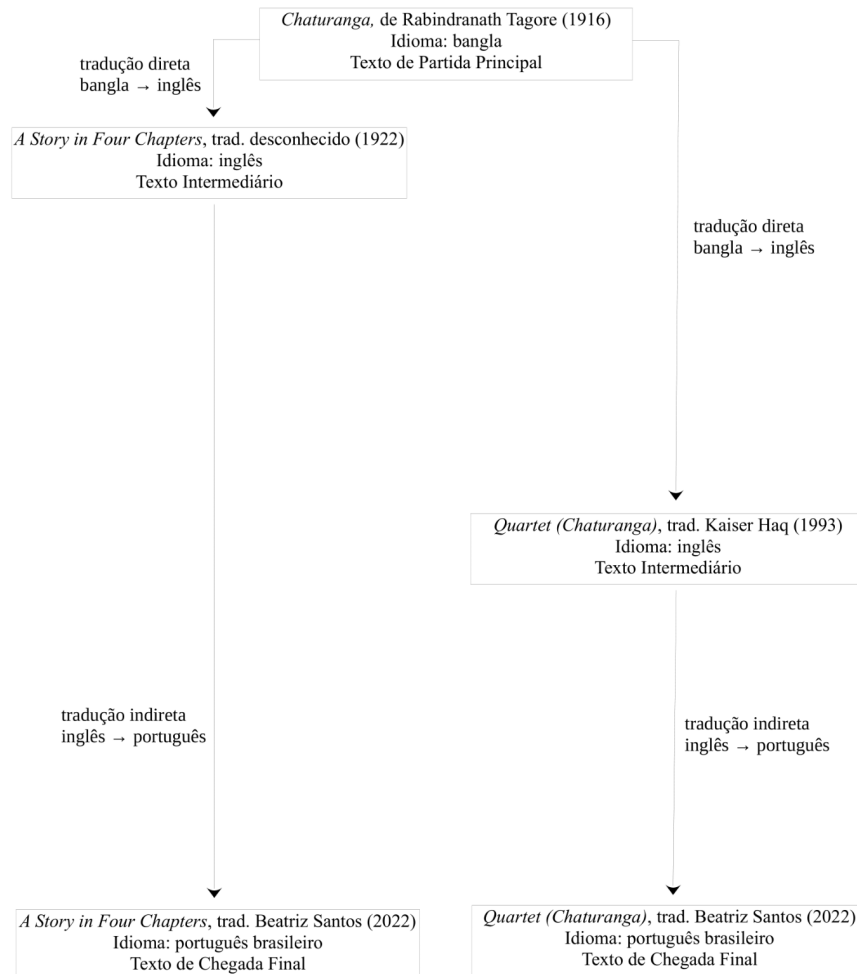 Chaturanga, de Rabindranath Tagore (1916)
Idioma: bangla
Texto de Partida Principal
tradução direta
bangla → inglês
A Story in Four Chapters, trad. desconhecido (1922)
Idioma: inglês
Texto Intermediário
tradução direta
bangla → inglês
Quartet (Chaturanga), trad. Kaiser Haq (1993)
Idioma: inglês
Texto Intermediário
tradução indireta
inglês → português
tradução indireta
inglês → português
A Story in Four Chapters, trad. Beatriz Santos (2022)
Idioma: português brasileiro
Texto de Chegada Final
Quartet (Chaturanga), trad. Beatriz Santos (2022)
Idioma: português brasileiro
Texto de Chegada Final